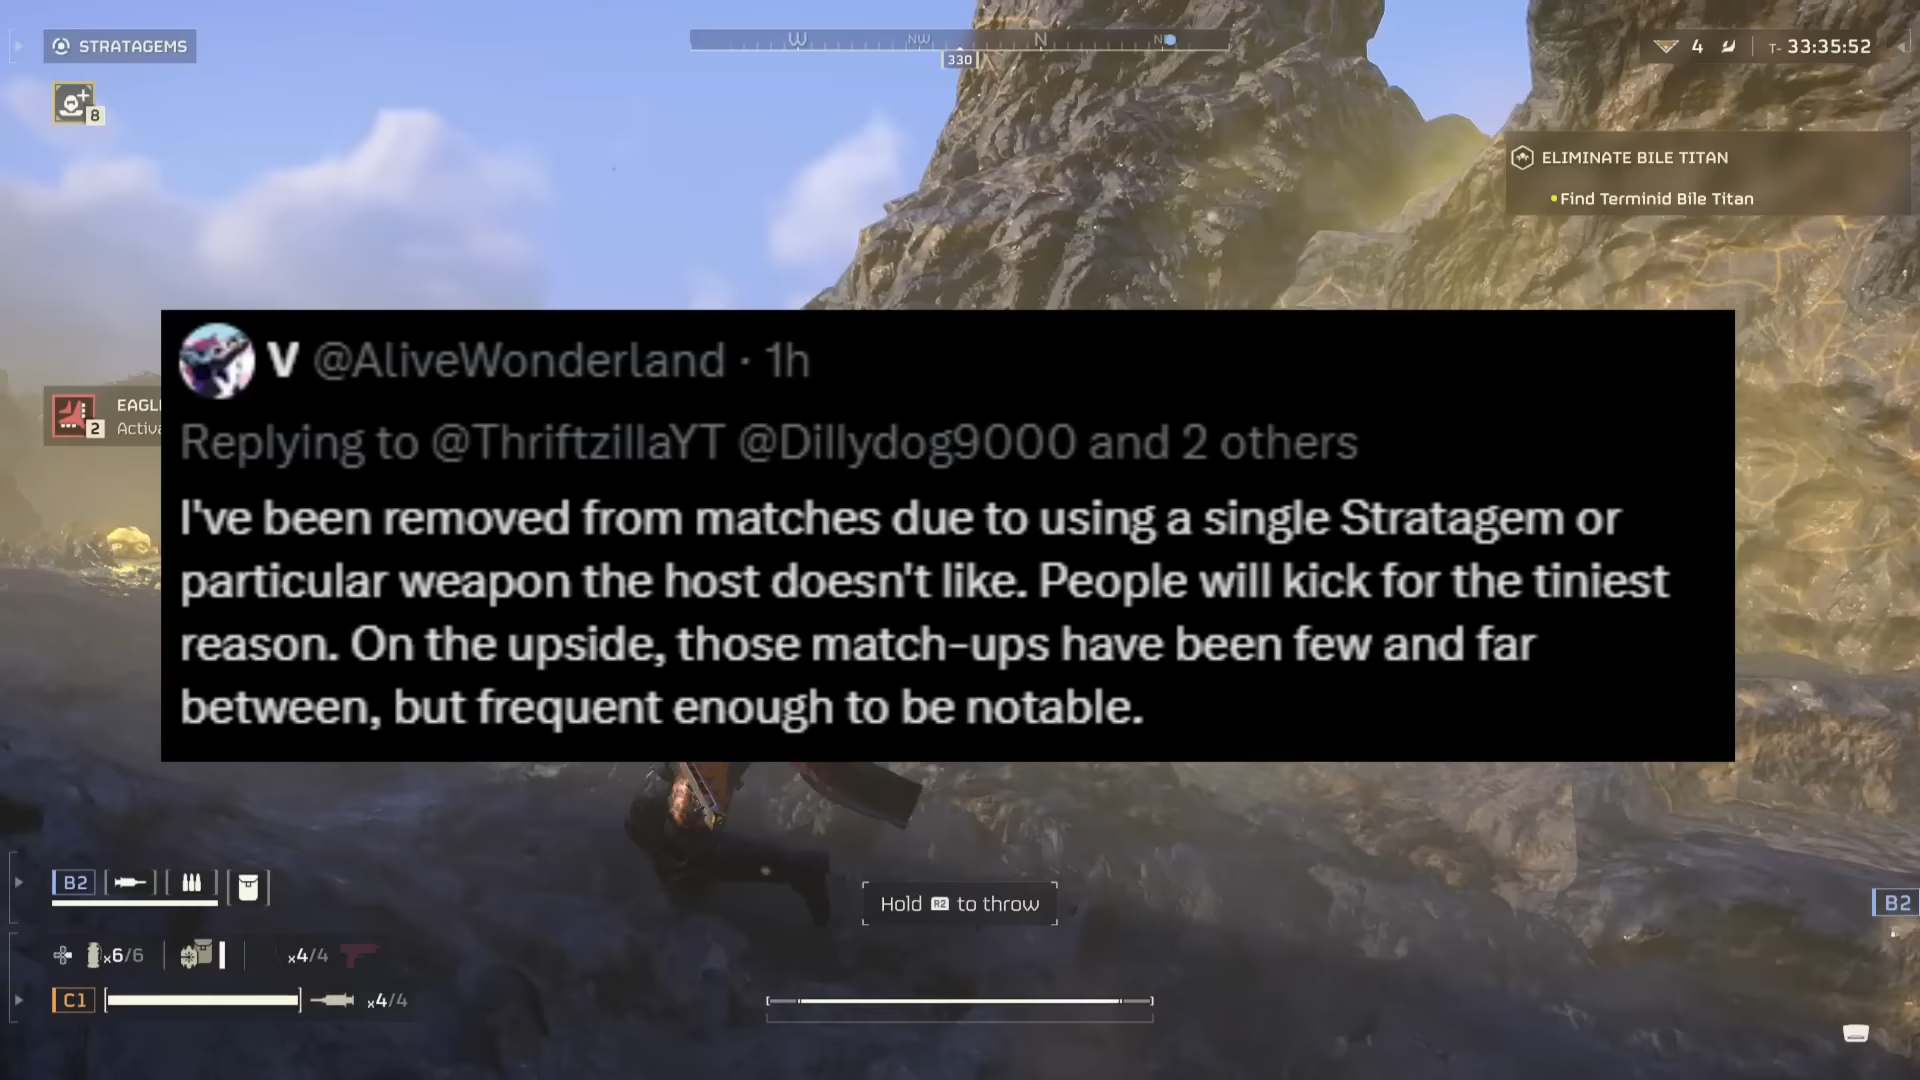 STRATAGEMS
W NW N
330
4 T- 33:35:52
8
ELIMINATE BILE TITAN
Find Terminid Bile Titan
V @AliveWonderland · 1h
Replying to @ThriftzillaYT @Dillydog9000 and 2 others
I've been removed from matches due to using a single Stratagem or
particular weapon the host doesn't like. People will kick for the tiniest
reason. On the upside, those match-ups have been few and far
between, but frequent enough to be notable.
2
B2
Hold R2 to throw
B2
x6/6
x4/4
C1
x4/4